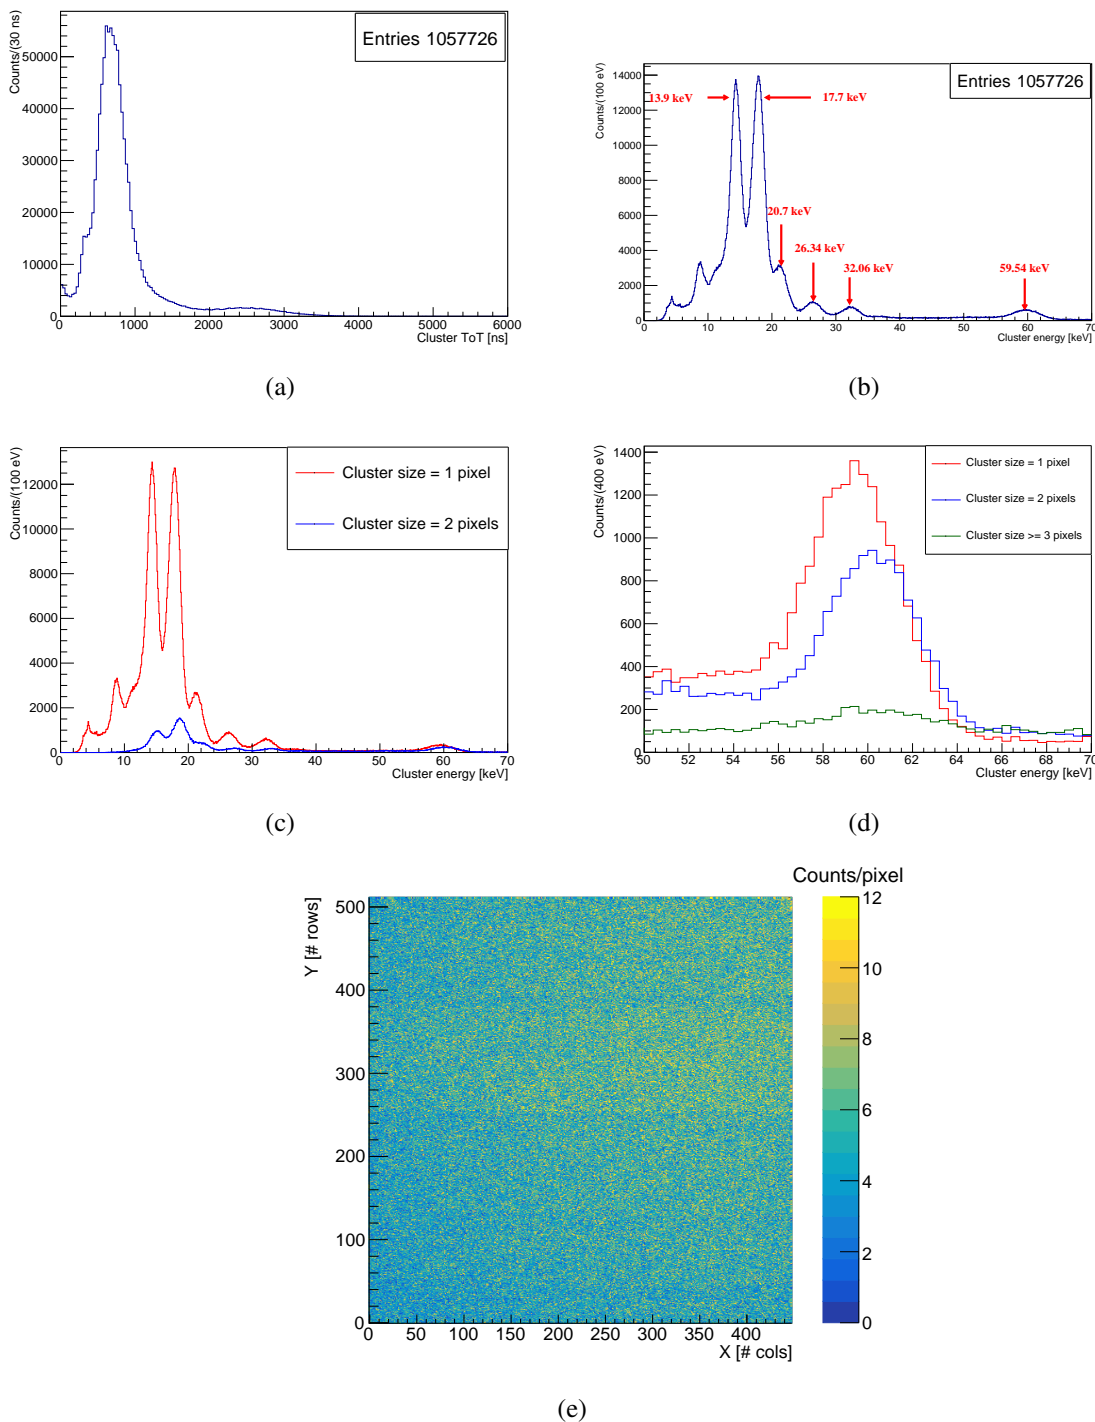 Counts/(30 ns)
Entries 1057726
50000
40000
30000
20000
10000
0
0 1000 2000 3000 4000 5000 6000
Cluster ToT [ns]
(a)
Counts/(100 eV)
Entries 1057726
14000
12000
10000
8000
6000
4000
2000
0
13.9 keV
17.7 keV
20.7 keV
26.34 keV
32.06 keV
59.54 keV
0 10 20 30 40 50 60 70
Cluster energy [keV]
(b)
Counts/(100 eV)
Cluster size = 1 pixel
Cluster size = 2 pixels
12000
10000
8000
6000
4000
2000
0
0 10 20 30 40 50 60 70
Cluster energy [keV]
(c)
Counts/(400 eV)
Cluster size = 1 pixel
Cluster size = 2 pixels
Cluster size >= 3 pixels
1400
1200
1000
800
600
400
200
0
50 52 54 56 58 60 62 64 66 68 70
Cluster energy [keV]
(d)
Counts/pixel
Y [# rows]
500
400
300
200
100
0
0 50 100 150 200 250 300 350 400
X [# cols]
12
10
8
6
4
2
0
(e)